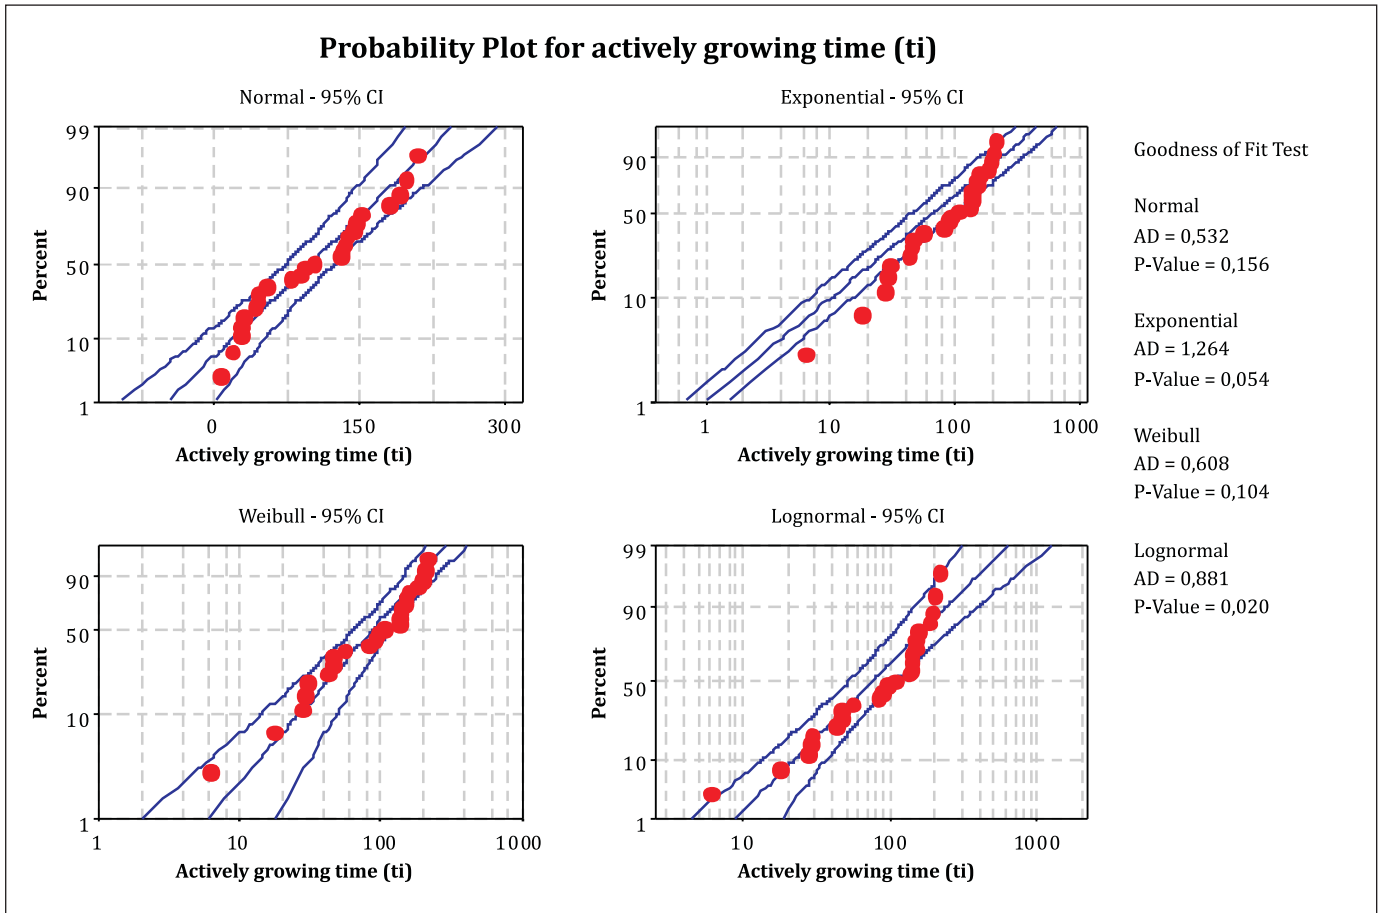 Probability Plot for actively growing time (ti)
Normal - 95% CI
99
90
50
10
1
Percent
0 150 300
Actively growing time (ti)
Exponential - 95% CI
90
50
10
1
Percent
1 10 100 1000
Actively growing time (ti)
Weibull - 95% CI
90
50
10
1
Percent
1 10 100 1000
Actively growing time (ti)
Lognormal - 95% CI
99
90
50
10
1
Percent
10 100 1000
Actively growing time (ti)
Goodness of Fit Test
Normal
AD = 0,532
P-Value = 0,156
Exponential
AD = 1,264
P-Value = 0,054
Weibull
AD = 0,608
P-Value = 0,104
Lognormal
AD = 0,881
P-Value = 0,020